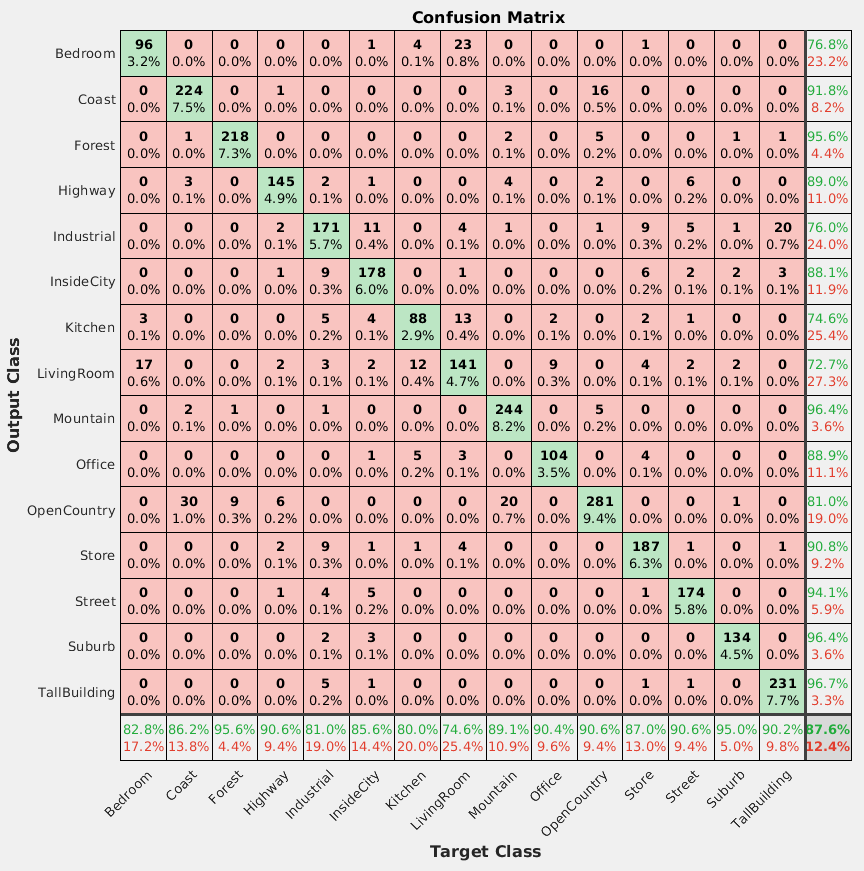 Confusion Matrix
Bedroom 96 0 0 0 0 1 4 23 0 0 0 1 0 0 0 76.8%
3.2% 0.0% 0.0% 0.0% 0.0% 0.0% 0.1% 0.8% 0.0% 0.0% 0.0% 0.0% 0.0% 0.0% 0.0% 23.2%
Coast 0 224 0 1 0 0 0 0 3 0 16 0 0 0 0 91.8%
0.0% 7.5% 0.0% 0.0% 0.0% 0.0% 0.0% 0.0% 0.1% 0.0% 0.5% 0.0% 0.0% 0.0% 0.0% 8.2%
Forest 0 1 218 0 0 0 0 0 2 0 5 0 0 1 1 95.6%
0.0% 0.0% 7.3% 0.0% 0.0% 0.0% 0.0% 0.0% 0.1% 0.0% 0.2% 0.0% 0.0% 0.0% 0.0% 4.4%
Highway 0 3 0 145 2 1 0 0 4 0 2 0 6 0 0 89.0%
0.0% 0.1% 0.0% 4.9% 0.1% 0.0% 0.0% 0.0% 0.1% 0.0% 0.1% 0.0% 0.2% 0.0% 0.0% 11.0%
Industrial 0 0 0 2 171 11 0 4 1 0 1 9 5 1 20 76.0%
0.0% 0.0% 0.0% 0.1% 5.7% 0.4% 0.0% 0.1% 0.0% 0.0% 0.0% 0.3% 0.2% 0.0% 0.7% 24.0%
InsideCity 0 0 0 1 9 178 0 1 0 0 0 6 2 2 3 88.1%
0.0% 0.0% 0.0% 0.0% 0.3% 6.0% 0.0% 0.0% 0.0% 0.0% 0.0% 0.2% 0.1% 0.1% 0.1% 11.9%
Kitchen 3 0 0 0 5 4 88 13 0 2 0 2 1 0 0 74.6%
0.1% 0.0% 0.0% 0.0% 0.2% 0.1% 2.9% 0.4% 0.0% 0.1% 0.0% 0.1% 0.0% 0.0% 0.0% 25.4%
LivingRoom 17 0 0 2 3 2 12 141 0 9 0 4 2 2 0 72.7%
0.6% 0.0% 0.0% 0.1% 0.1% 0.1% 0.4% 4.7% 0.0% 0.3% 0.0% 0.1% 0.1% 0.1% 0.0% 27.3%
Mountain 0 2 1 0 1 0 0 0 244 0 5 0 0 0 0 96.4%
0.0% 0.1% 0.0% 0.0% 0.0% 0.0% 0.0% 0.0% 8.2% 0.0% 0.2% 0.0% 0.0% 0.0% 0.0% 3.6%
Office 0 0 0 0 0 1 5 3 0 104 0 4 0 0 0 88.9%
0.0% 0.0% 0.0% 0.0% 0.0% 0.0% 0.2% 0.1% 0.0% 3.5% 0.0% 0.1% 0.0% 0.0% 0.0% 11.1%
OpenCountry 0 30 9 6 0 0 0 0 20 0 281 0 0 1 0 81.0%
0.0% 1.0% 0.3% 0.2% 0.0% 0.0% 0.0% 0.0% 0.7% 0.0% 9.4% 0.0% 0.0% 0.0% 0.0% 19.0%
Store 0 0 0 2 9 1 1 4 0 0 0 187 1 0 1 90.8%
0.0% 0.0% 0.0% 0.1% 0.3% 0.0% 0.0% 0.1% 0.0% 0.0% 0.0% 6.3% 0.0% 0.0% 0.0% 9.2%
Street 0 0 0 1 4 5 0 0 0 0 0 1 174 0 0 94.1%
0.0% 0.0% 0.0% 0.0% 0.1% 0.2% 0.0% 0.0% 0.0% 0.0% 0.0% 0.0% 5.8% 0.0% 0.0% 5.9%
Suburb 0 0 0 0 2 3 0 0 0 0 0 0 0 134 0 96.4%
0.0% 0.0% 0.0% 0.0% 0.1% 0.1% 0.0% 0.0% 0.0% 0.0% 0.0% 0.0% 0.0% 4.5% 0.0% 3.6%
TallBuilding 0 0 0 0 5 1 0 0 0 0 0 1 1 0 231 96.7%
0.0% 0.0% 0.0% 0.0% 0.2% 0.0% 0.0% 0.0% 0.0% 0.0% 0.0% 0.0% 0.0% 0.0% 7.7% 3.3%
82.8% 86.2% 95.6% 90.6% 81.0% 85.6% 80.0% 74.6% 89.1% 90.4% 90.6% 87.0% 90.6% 95.0% 90.2% 87.6%
17.2% 13.8% 4.4% 9.4% 19.0% 14.4% 20.0% 25.4% 10.9% 9.6% 9.4% 13.0% 9.4% 5.0% 9.8% 12.4%
Bedroom Coast Forest Highway Industrial InsideCity Kitchen LivingRoom Mountain Office OpenCountry Store Street Suburb TallBuilding
Target Class
Output Class